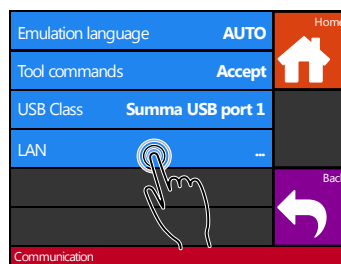 Home
Emulation language AUTO
Tool commands Accept
USB Class Summa USB port 1
LAN ...
Back
Communication